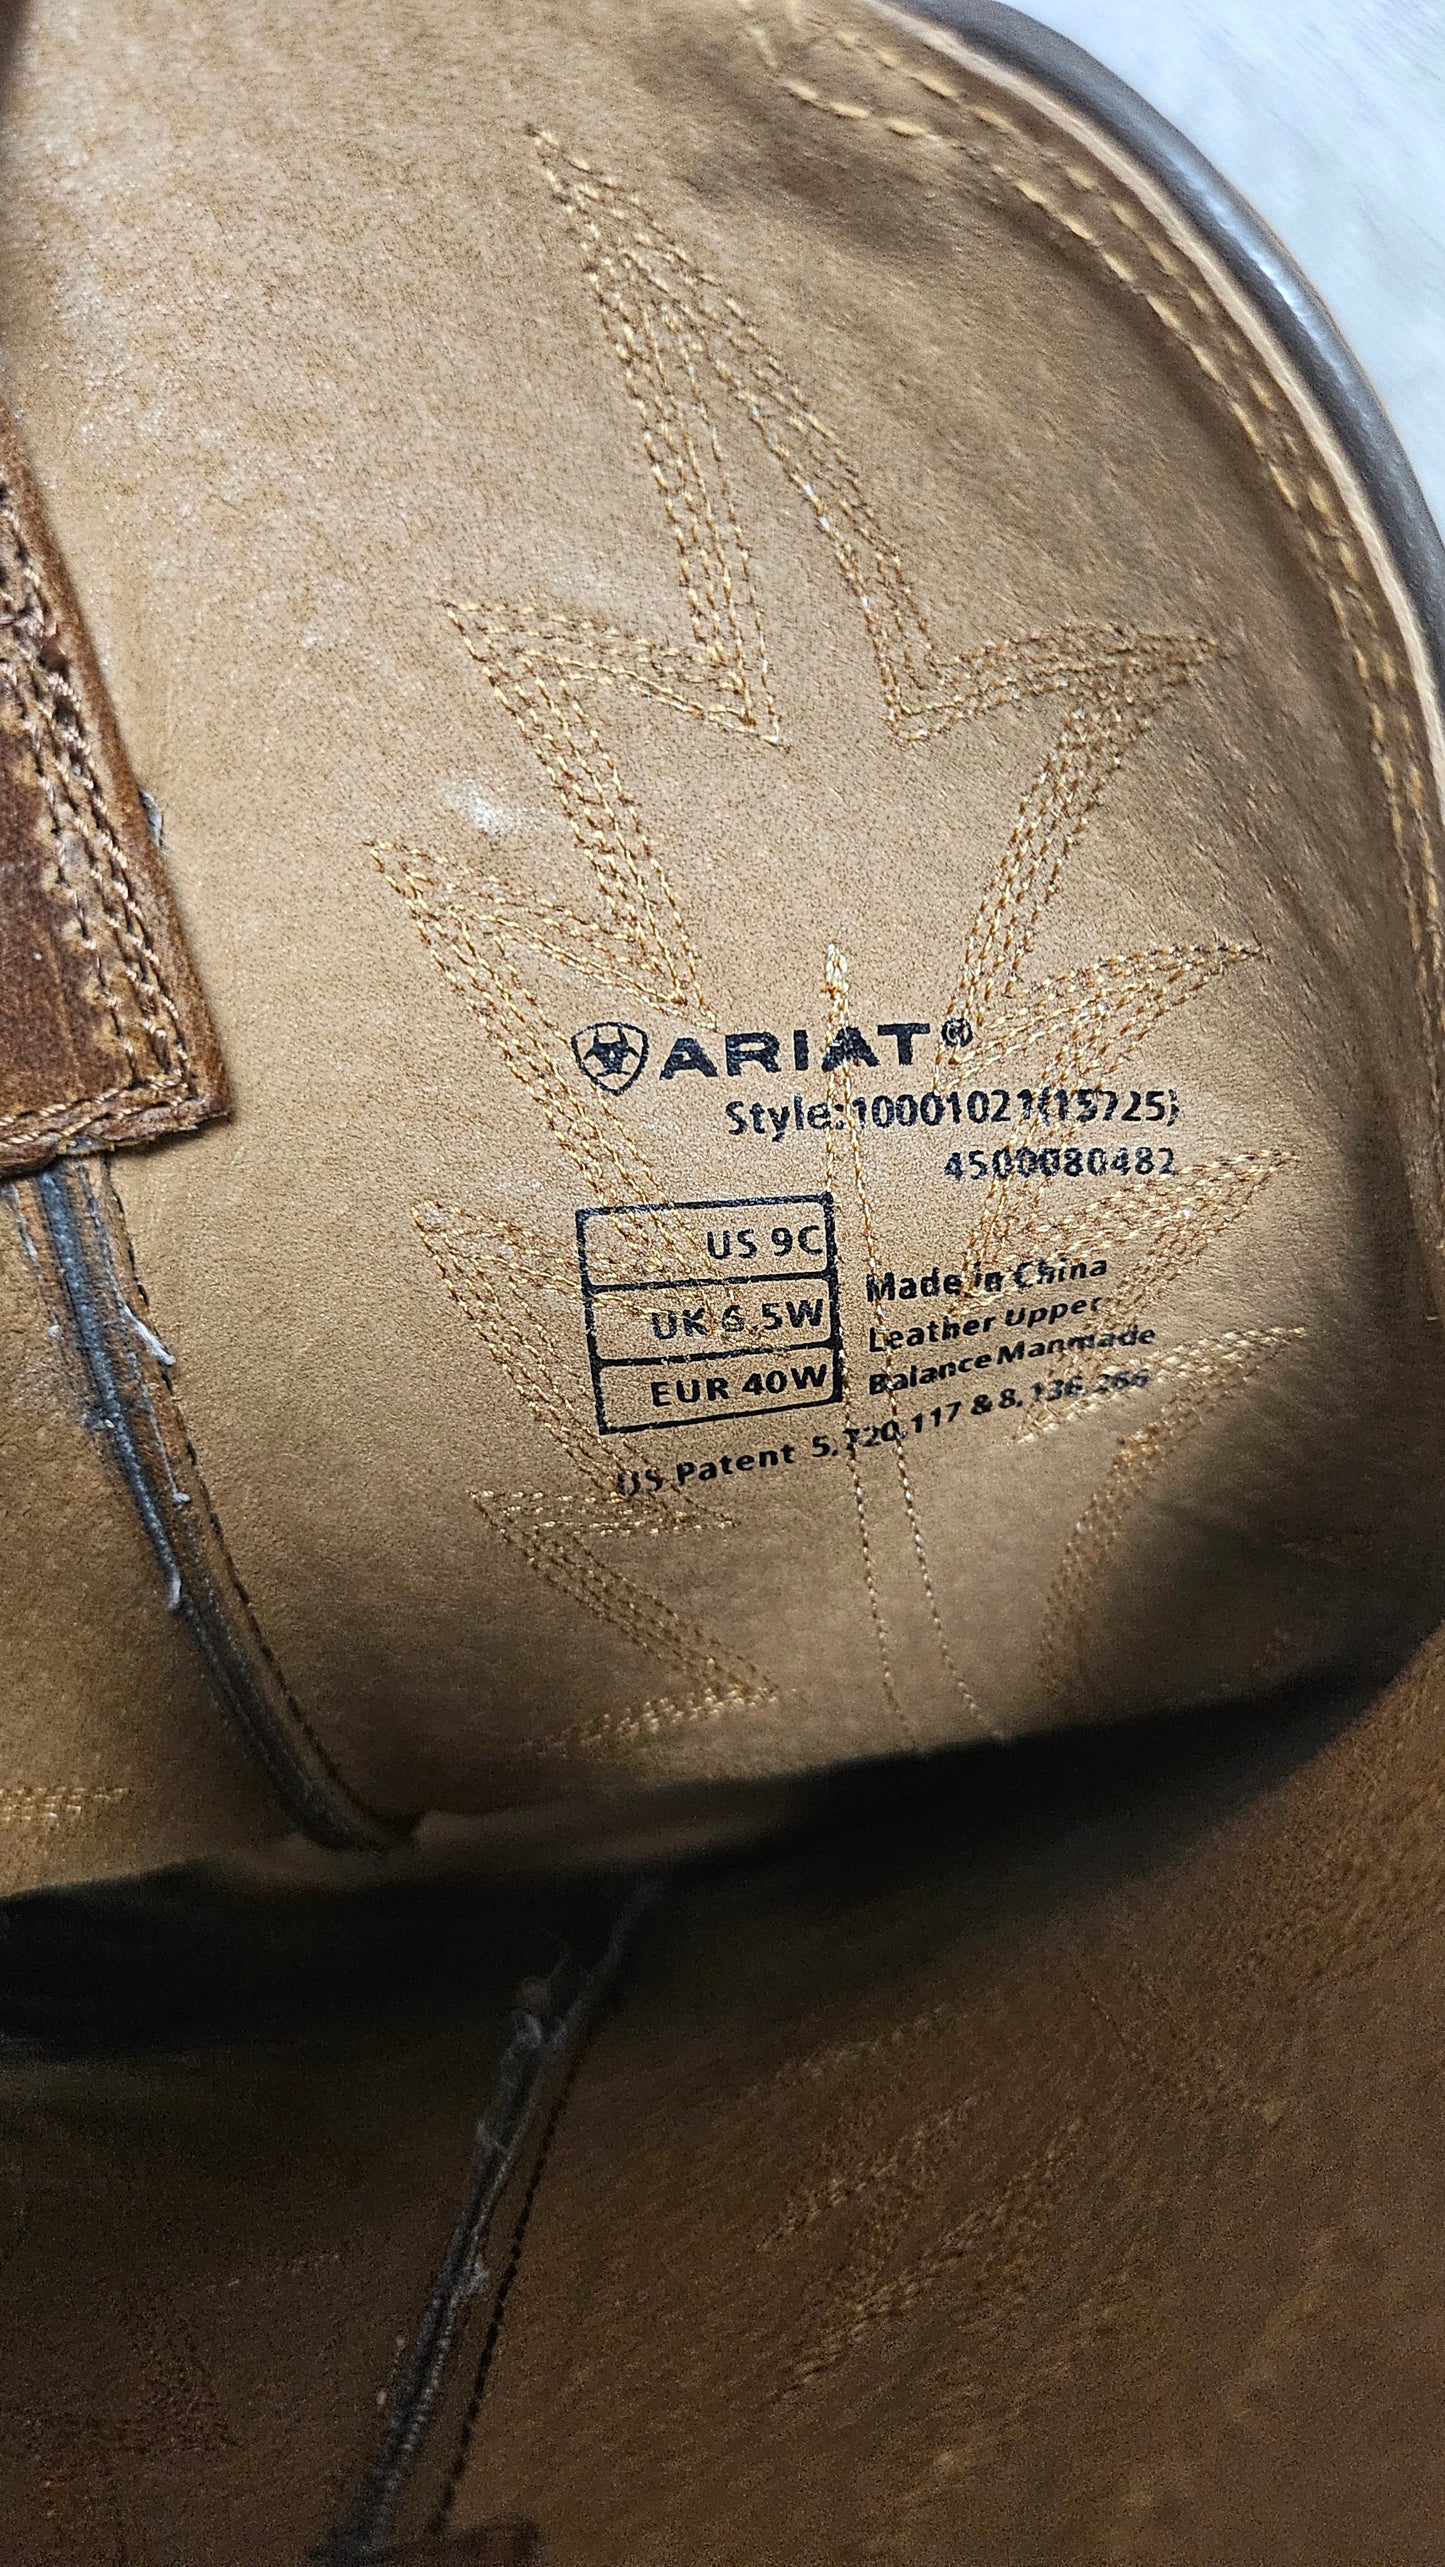 ARIAT®
Style:10001021(15725)
4500080482
US 9C
UK 6.5W
EUR 40W
Made in China
Leather Upper
Balance Manmade
US Patent 5,720,117 & 8,136,266